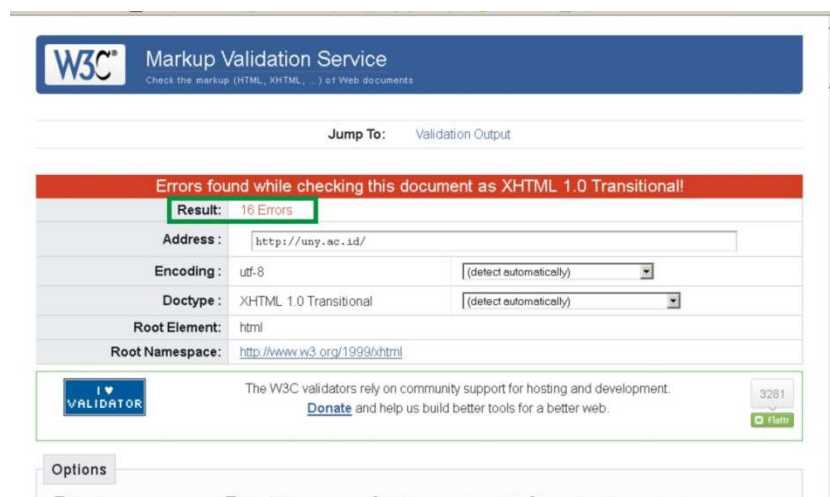 W3C®
Markup Validation Service
Check the markup (HTML, XHTML, ...) of Web documents
Jump To: Validation Output
Errors found while checking this document as XHTML 1.0 Transitional!
Result: 16 Errors
Address : http://uny.ac.id/
Encoding : utf-8 (detect automatically)
Doctype : XHTML 1.0 Transitional (detect automatically)
Root Element: html
Root Namespace: http://www.w3.org/1999/xhtml
I ♥ VALIDATOR
The W3C validators rely on community support for hosting and development.
Donate and help us build better tools for a better web.
3281
Flattr
Options